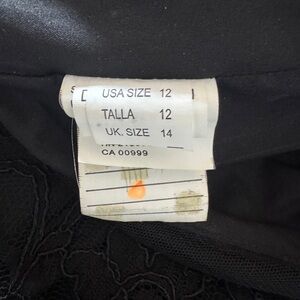 USA SIZE 12
TALLA 12
UK. SIZE 14
CA 00999